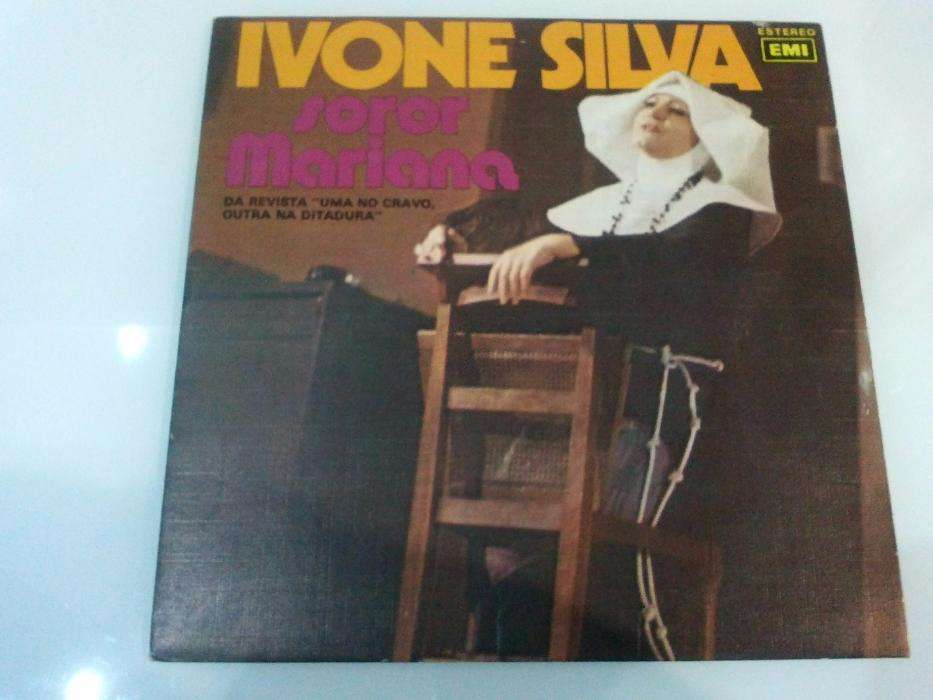 IVONE SILVA
ESTEREO
EMI
soror
Mariana
DA REVISTA "UMA NO CRAVO,
OUTRA NA DITADURA"